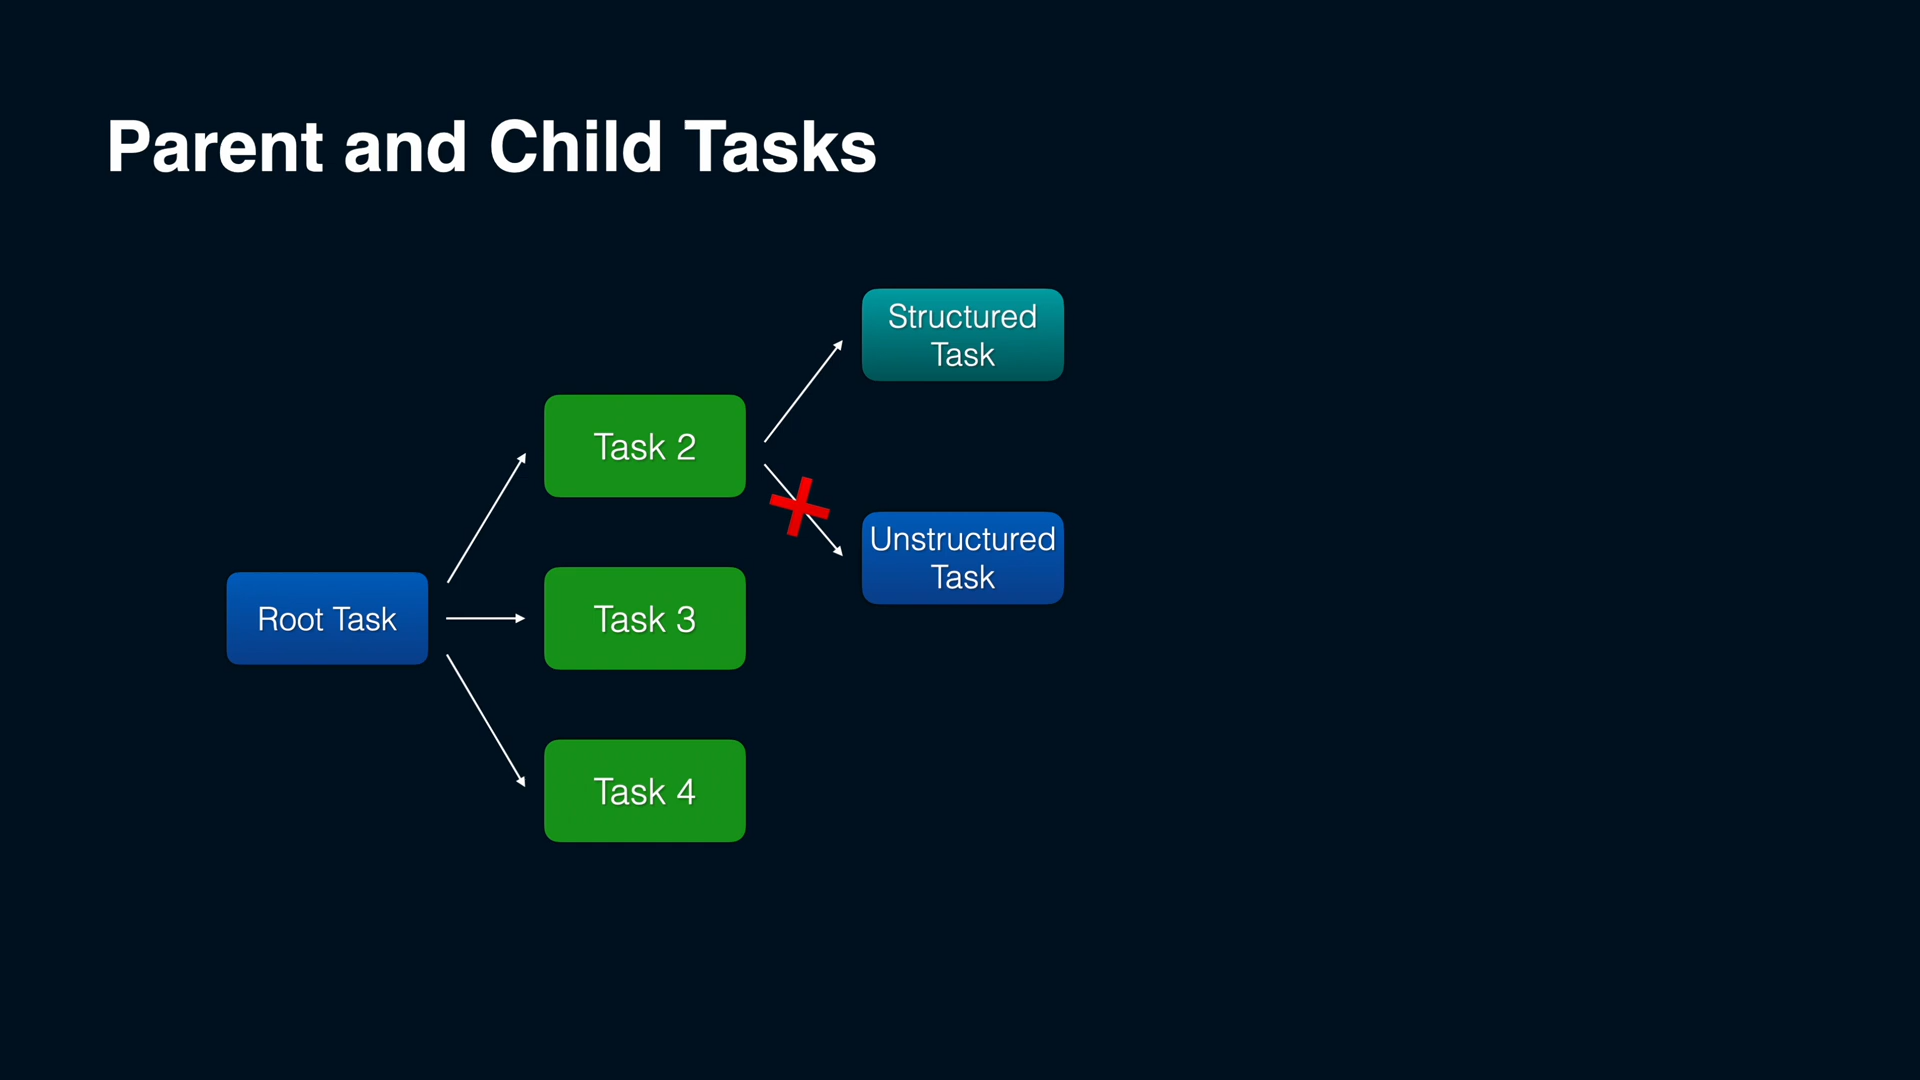 Parent and Child Tasks
Structured
Task
Task 2
Unstructured
Task
Root Task
Task 3
Task 4